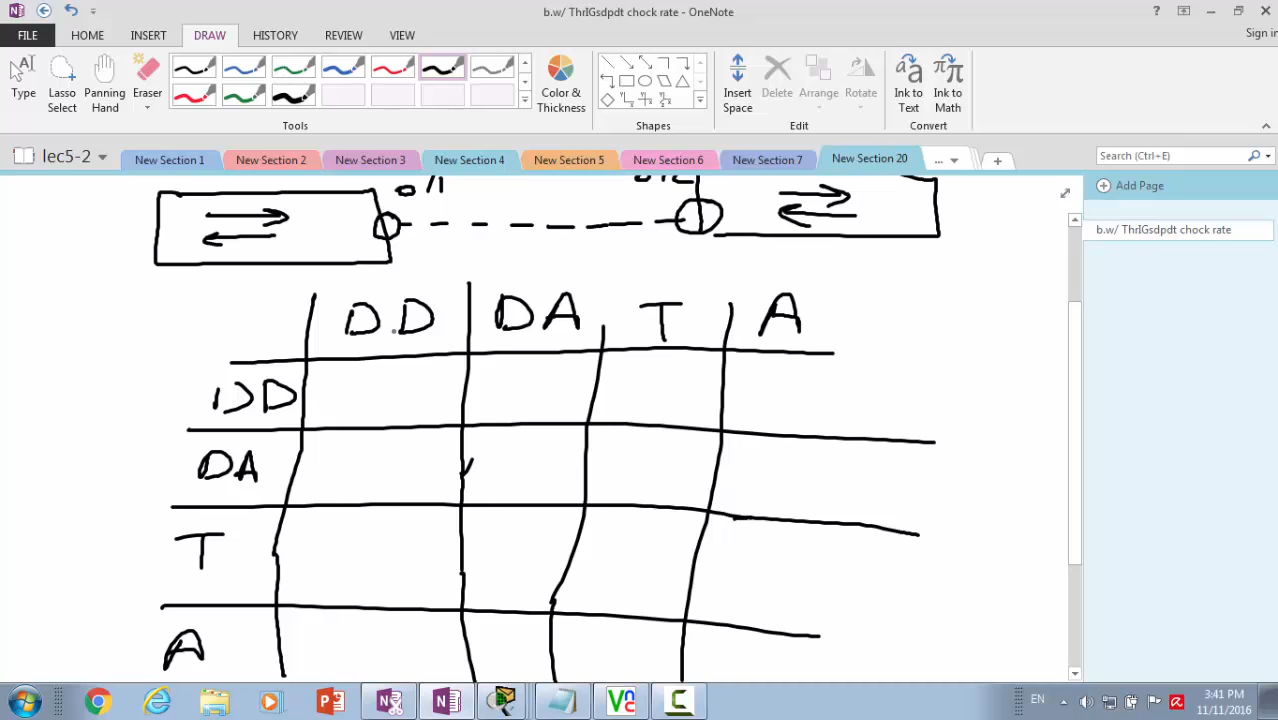 b.w/ ThrIGsdpdt chock rate - OneNote
?
FILE HOME INSERT DRAW HISTORY REVIEW VIEW
Sign in
Type Lasso Select Panning Hand Eraser Color & Thickness Insert Space Delete Arrange Rotate Ink to Text Ink to Math
Tools Shapes Edit Convert
lec5-2 New Section 1 New Section 2 New Section 3 New Section 4 New Section 5 New Section 6 New Section 7 New Section 20 ... Search (Ctrl+E)
Add Page
b.w/ ThrIGsdpdt chock rate
DD DA T A
DD
DA
T
A
EN
3:41 PM
11/11/2016